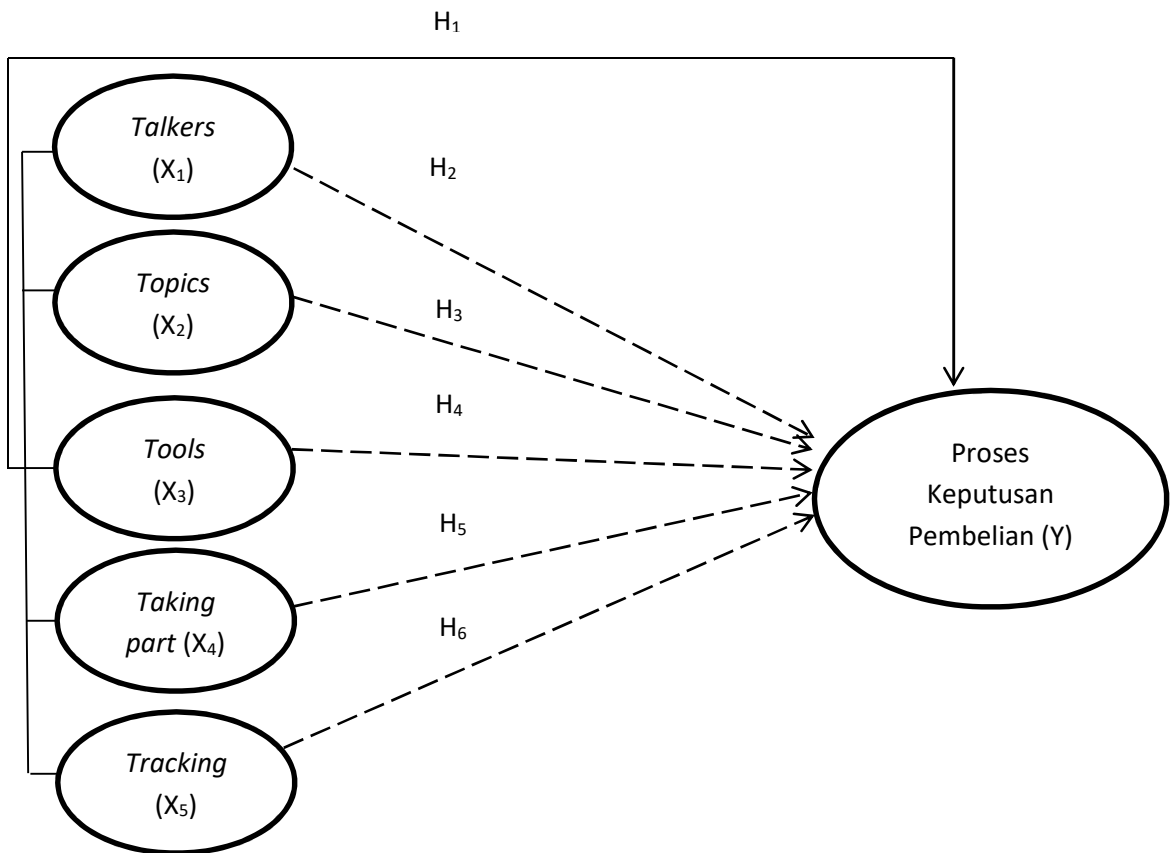 H₁
Talkers
(X₁)
H₂
Topics
(X₂)
H₃
H₄
Tools
(X₃)
Proses
Keputusan
Pembelian (Y)
H₅
Taking
part (X₄)
H₆
Tracking
(X₅)